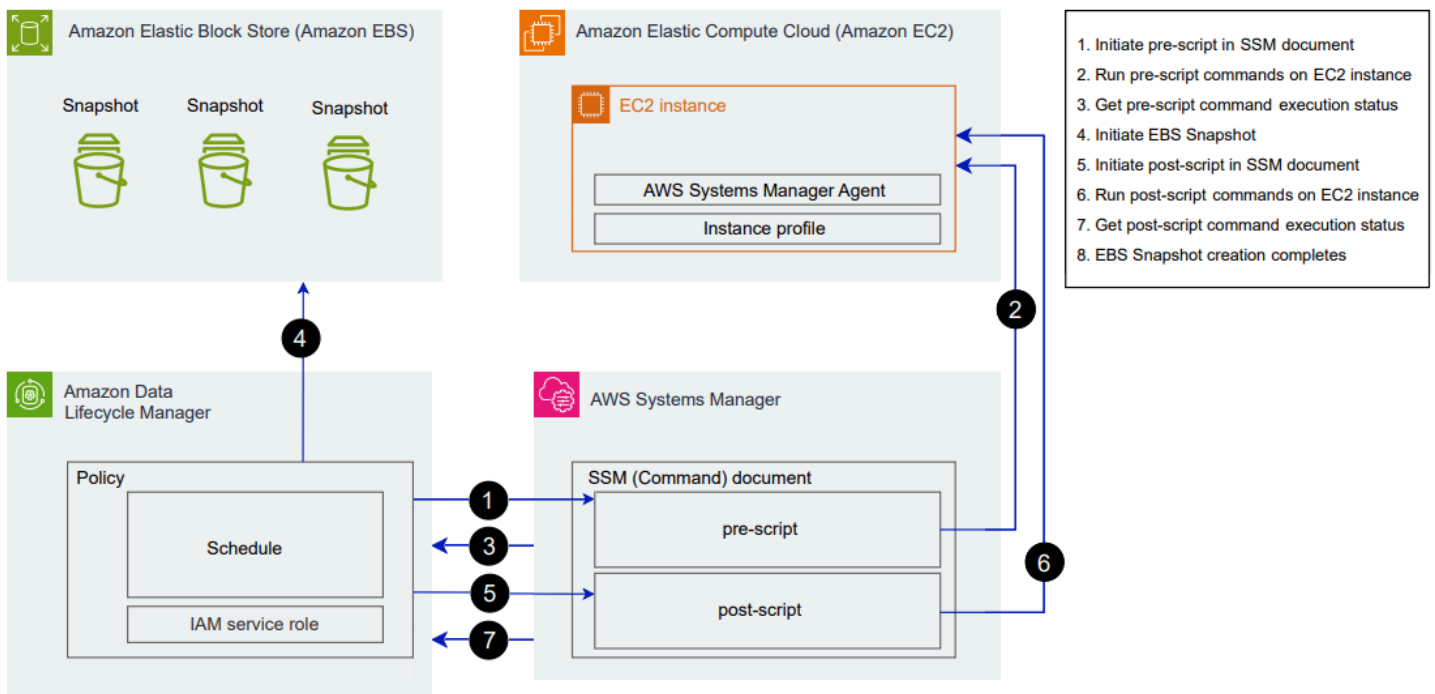 Amazon Elastic Block Store (Amazon EBS)
Snapshot
Snapshot
Snapshot
Amazon Elastic Compute Cloud (Amazon EC2)
EC2 instance
AWS Systems Manager Agent
Instance profile
1. Initiate pre-script in SSM document
2. Run pre-script commands on EC2 instance
3. Get pre-script command execution status
4. Initiate EBS Snapshot
5. Initiate post-script in SSM document
6. Run post-script commands on EC2 instance
7. Get post-script command execution status
8. EBS Snapshot creation completes
4
2
Amazon Data
Lifecycle Manager
Policy
Schedule
IAM service role
1
3
5
7
AWS Systems Manager
SSM (Command) document
pre-script
post-script
6